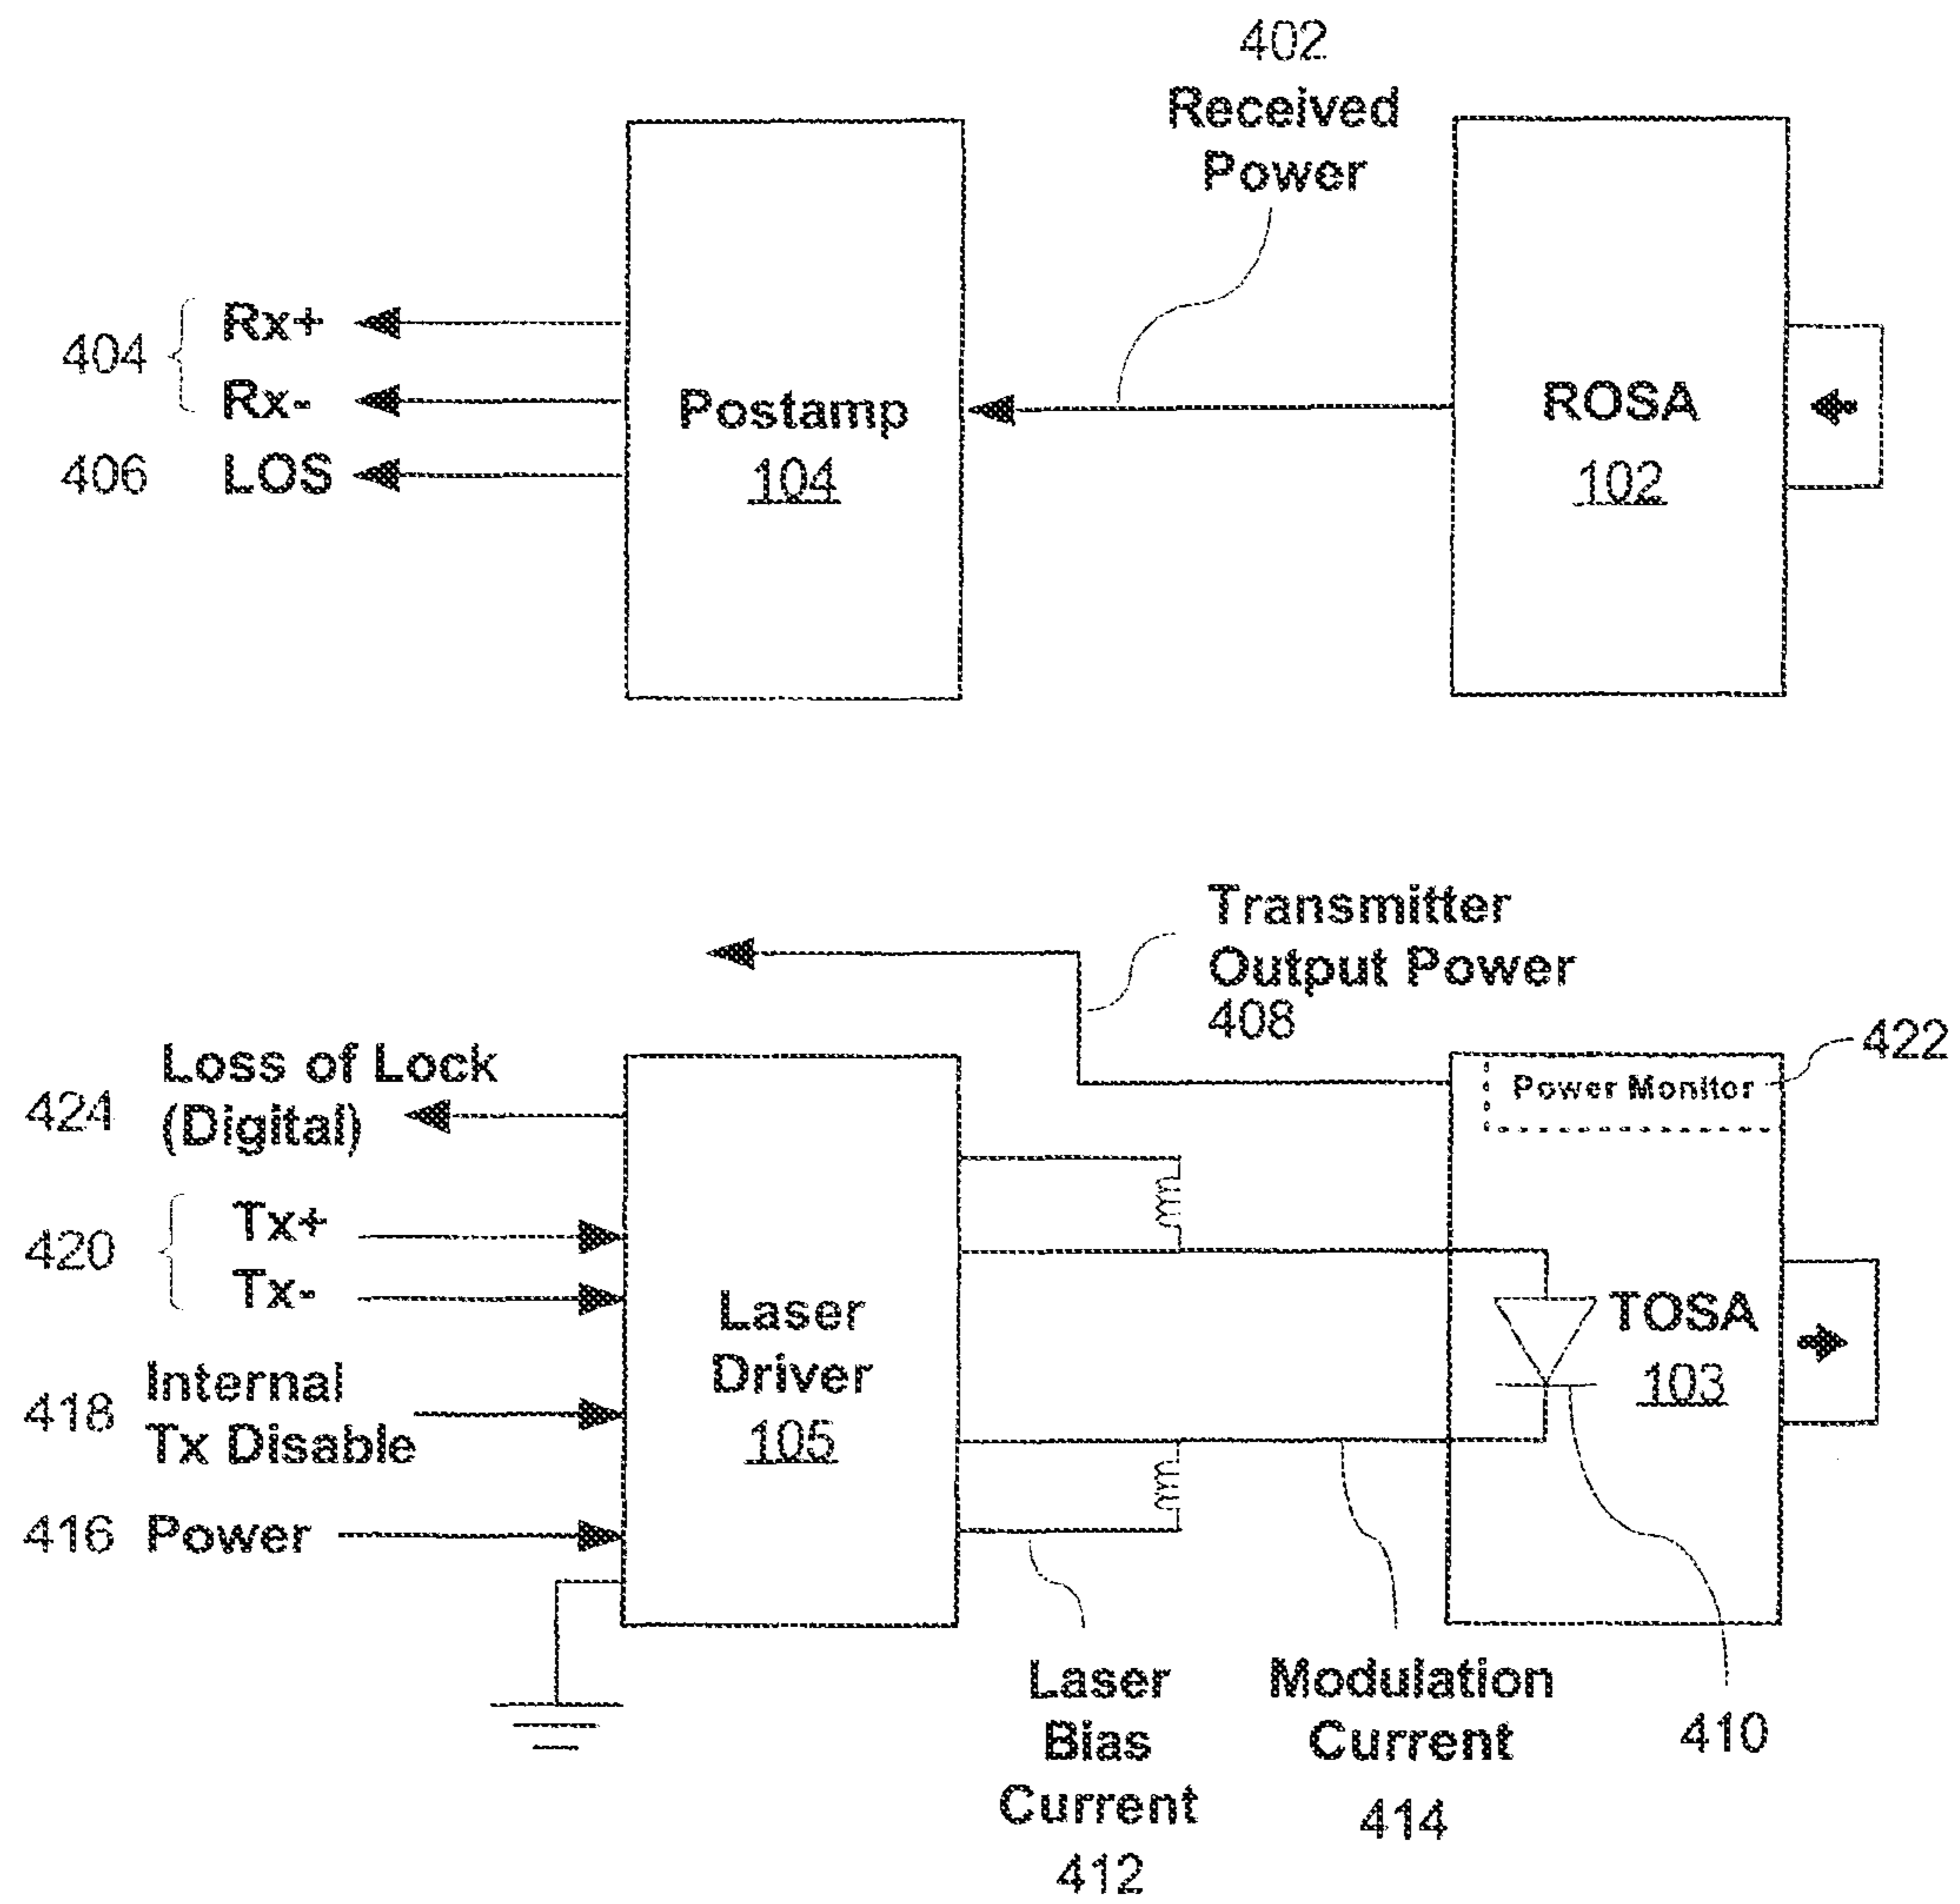 402
Received
Power
404
Rx+
Rx-
406 LOS
Postamp
104
ROSA
102
Transmitter
Output Power
408
422
Power Monitor
424
Loss of Lock
(Digital)
420
Tx+
Tx-
418
Internal
Tx Disable
416 Power
Laser
Driver
105
TOSA
103
Laser
Bias
Current
412
Modulation
Current
414
410